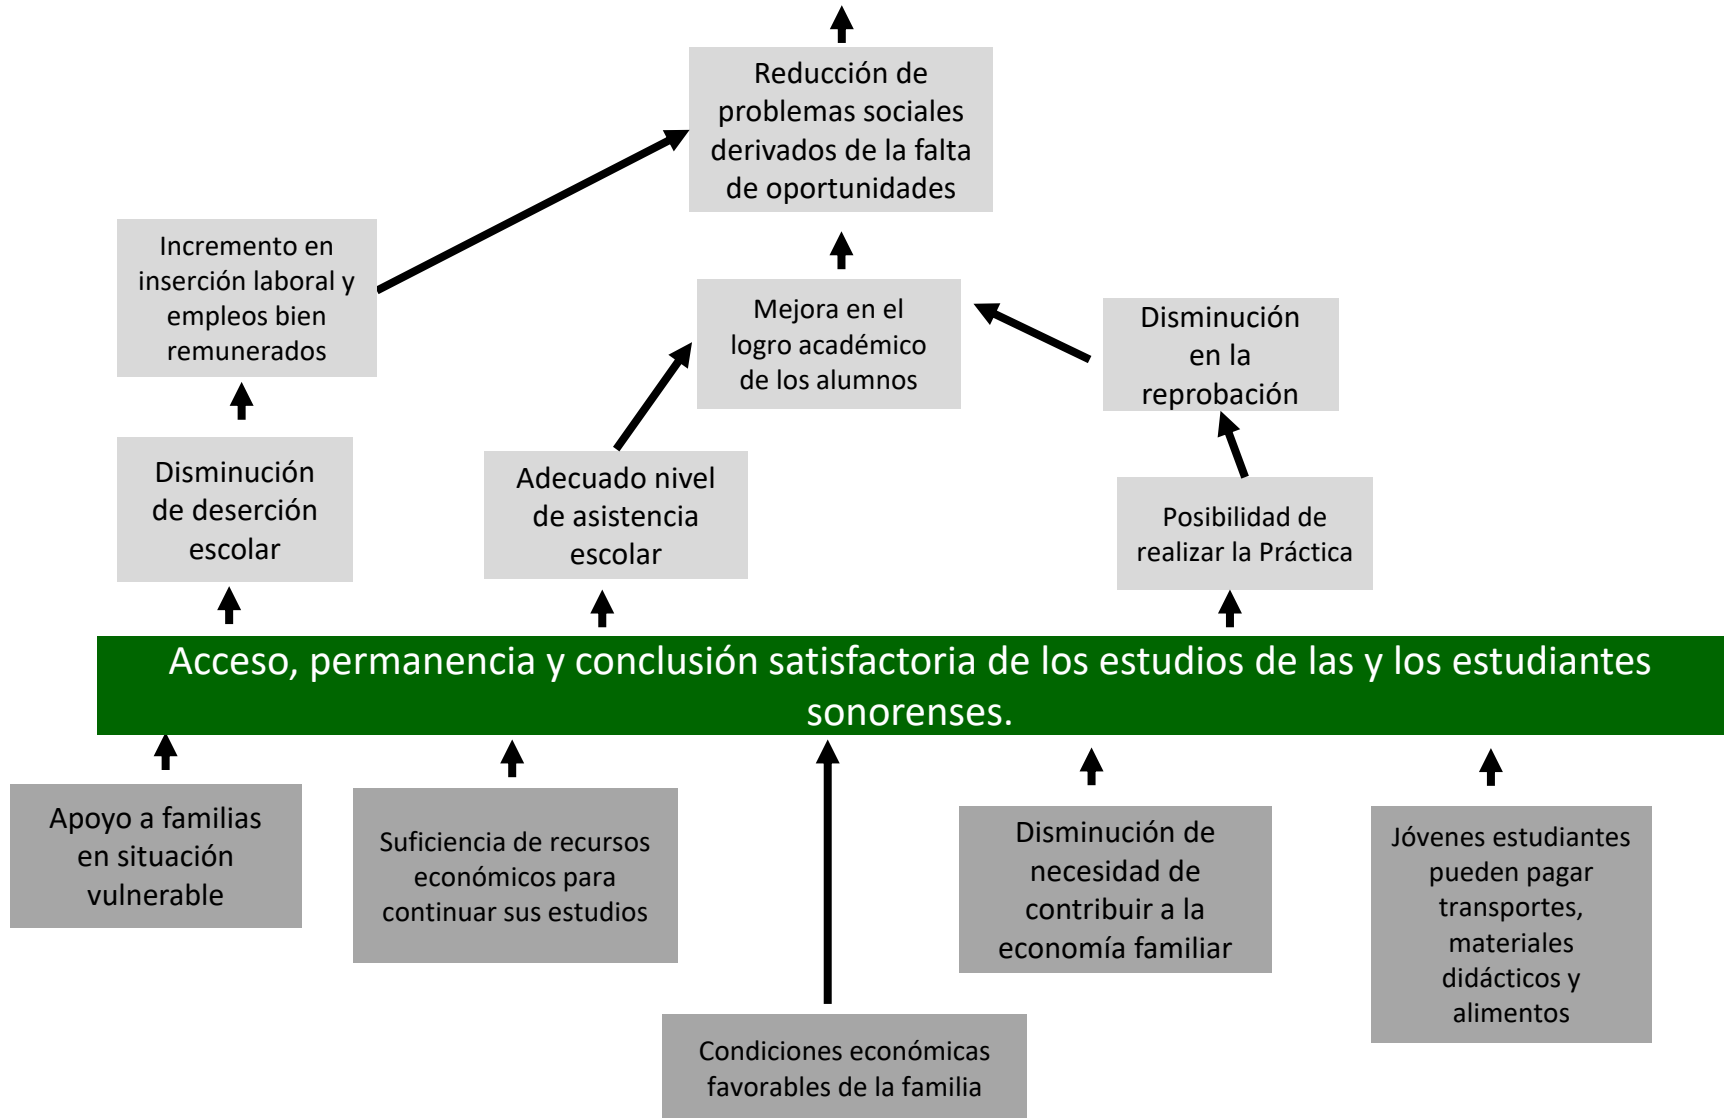 Reducción de
problemas sociales
derivados de la falta
de oportunidades
Incremento en
inserción laboral y
empleos bien
remunerados
Mejora en el
logro académico
de los alumnos
Disminución
en la
reprobación
Disminución
de deserción
escolar
Adecuado nivel
de asistencia
escolar
Posibilidad de
realizar la Práctica
Acceso, permanencia y conclusión satisfactoria de los estudios de las y los estudiantes
sonorenses.
Apoyo a familias
en situación
vulnerable
Suficiencia de recursos
económicos para
continuar sus estudios
Disminución de
necesidad de
contribuir a la
economía familiar
Jóvenes estudiantes
pueden pagar
transportes,
materiales
didácticos y
alimentos
Condiciones económicas
favorables de la familia